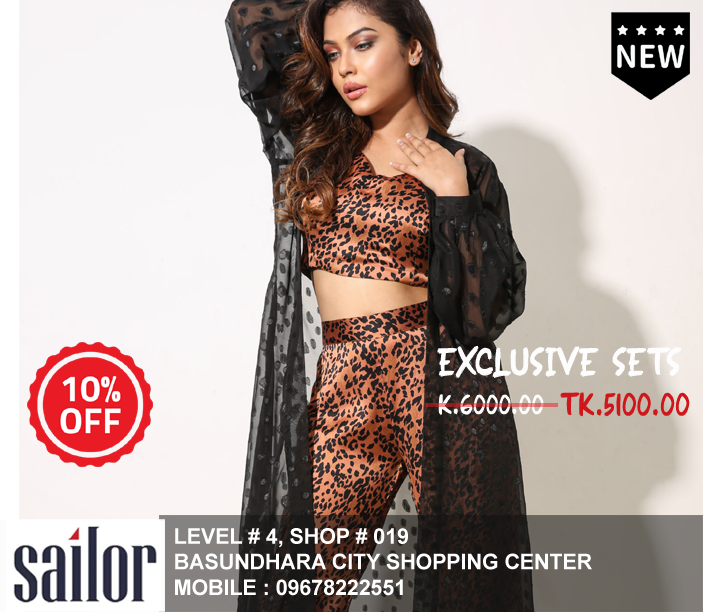 NEW
EXCLUSIVE SETS
K.6000.00 TK.5100.00
10%
OFF
sailor
LEVEL # 4, SHOP # 019
BASUNDHARA CITY SHOPPING CENTER
MOBILE : 09678222551